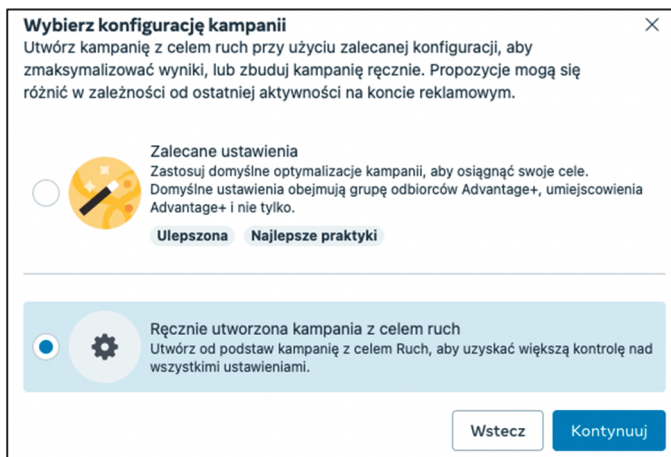 Wybierz konfigurację kampanii
Utwórz kampanię z celem ruch przy użyciu zalecanej konfiguracji, aby
zmaksymalizować wyniki, lub zbuduj kampanię ręcznie. Propozycje mogą się
różnić w zależności od ostatniej aktywności na koncie reklamowym.
Zalecane ustawienia
Zastosuj domyślne optymalizacje kampanii, aby osiągnąć swoje cele.
Domyślne ustawienia obejmują grupę odbiorców Advantage+, umiejscowienia
Advantage+ i nie tylko.
Ulepszona Najlepsze praktyki
Ręcznie utworzona kampania z celem ruch
Utwórz od podstaw kampanię z celem Ruch, aby uzyskać większą kontrolę nad
wszystkimi ustawieniami.
Wstecz Kontynuuj